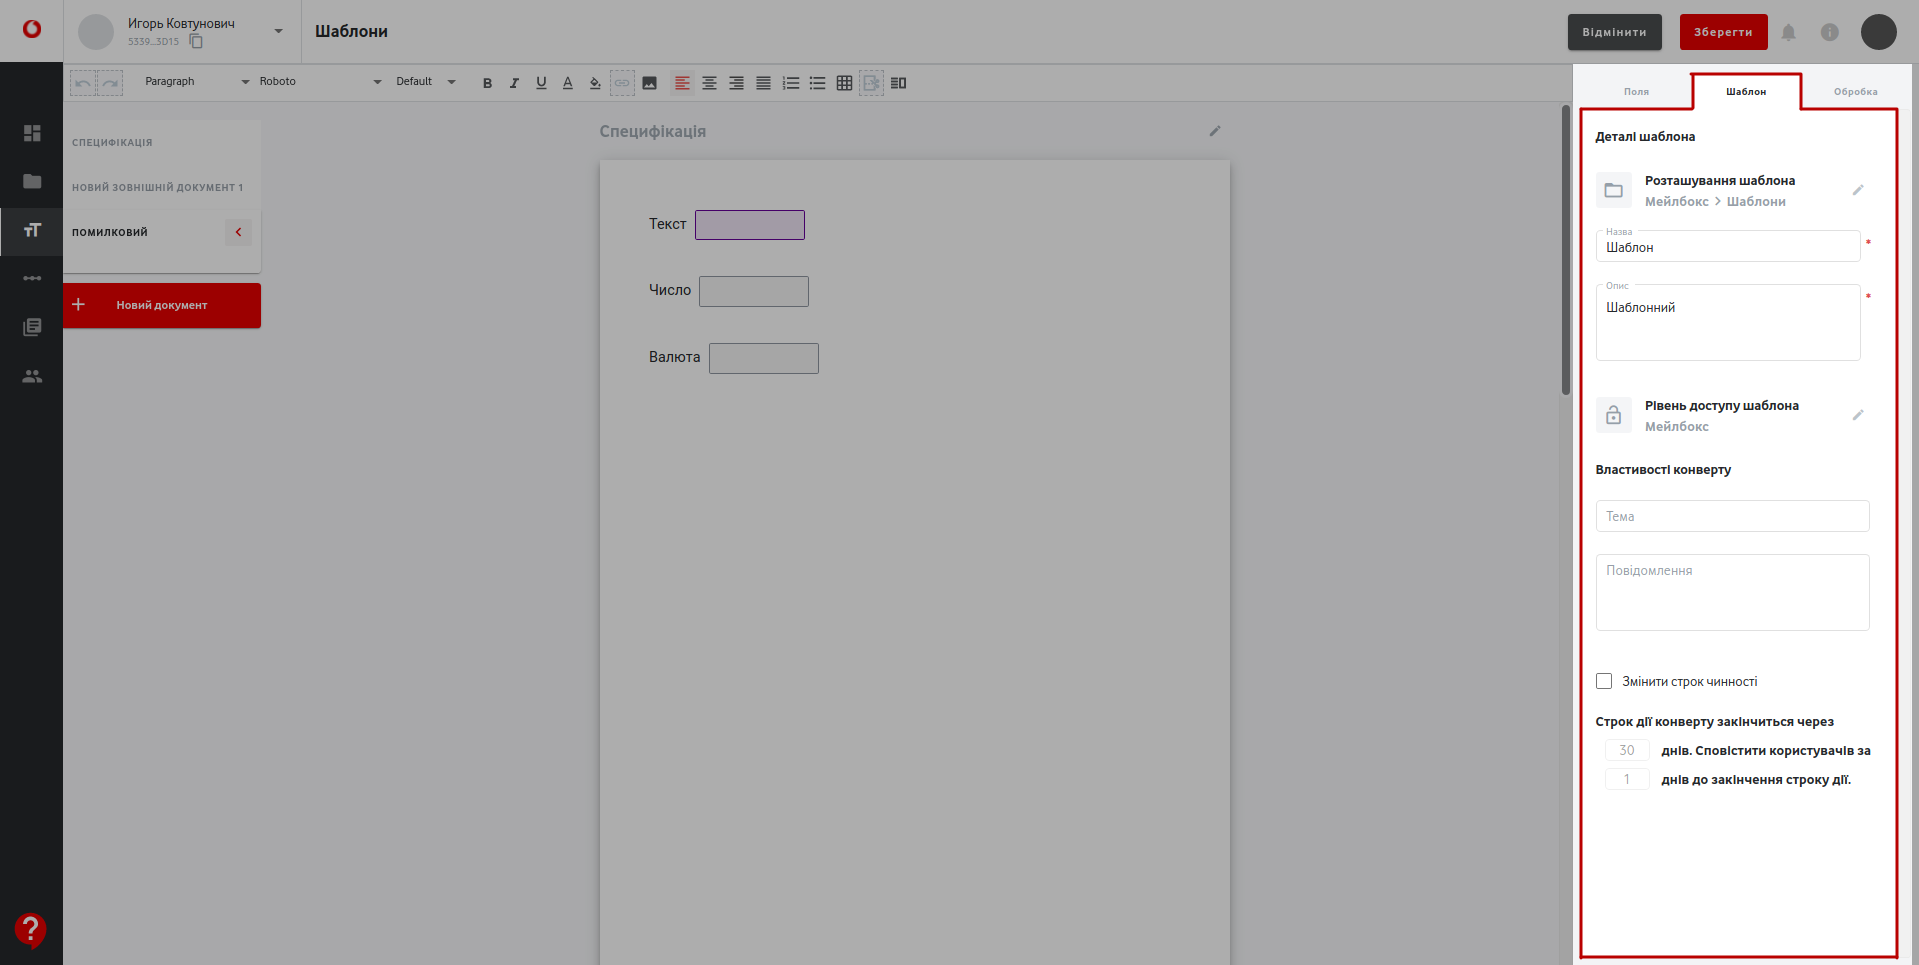 Игорь Ковтунович
5339...3D15
Шаблони
Відмінити
Зберегти
Paragraph
Roboto
Default
B
I
U
A
СПЕЦИФІКАЦІЯ
НОВИЙ ЗОВНІШНІЙ ДОКУМЕНТ 1
ПОМИЛКОВИЙ
Новий документ
Специфікація
Текст
Число
Валюта
Поля
Шаблон
Обробка
Деталі шаблона
Розташування шаблона
Мейлбокс > Шаблони
Назва
Шаблон *
Опис
Шаблонний *
Рівень доступу шаблона
Мейлбокс
Властивості конверту
Тема
Повідомлення
Змінити строк чинності
Строк дії конверту закінчиться через
30 днів. Сповістити користувачів за
1 днів до закінчення строку дії.